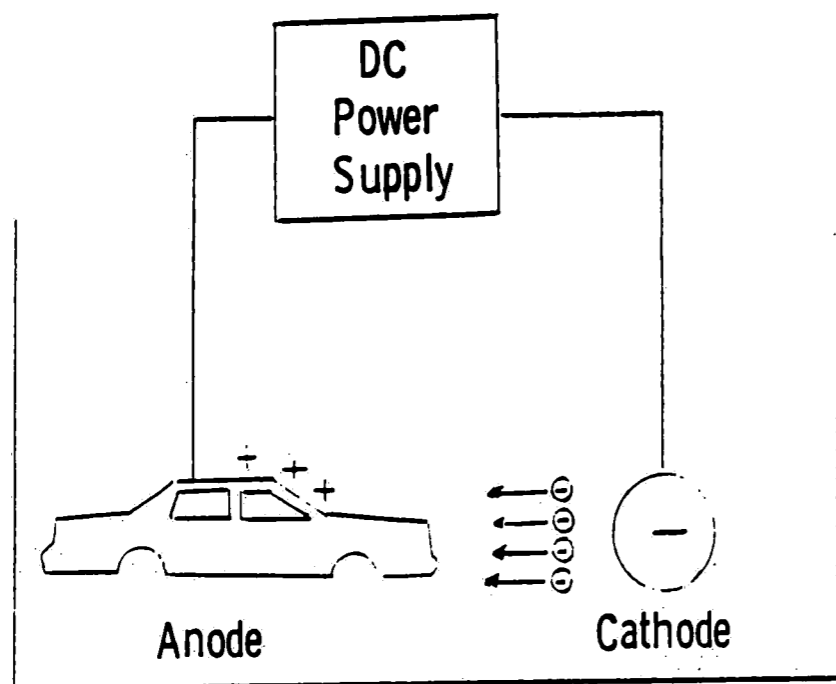 DC
Power
Supply
+
+
+
-
-
-
-
-
Anode
Cathode